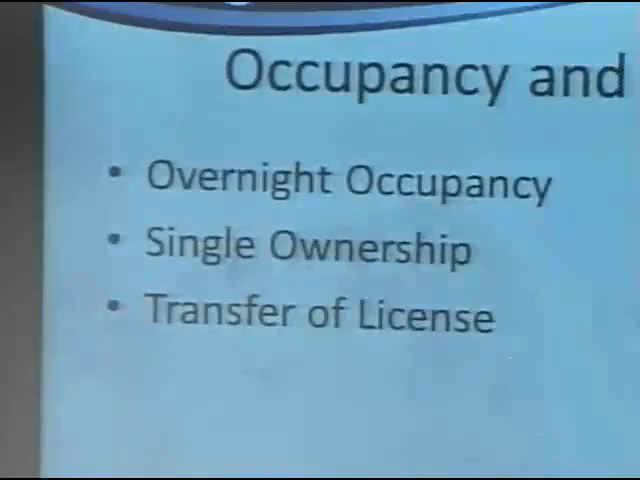 Occupancy and
• Overnight Occupancy
• Single Ownership
• Transfer of License